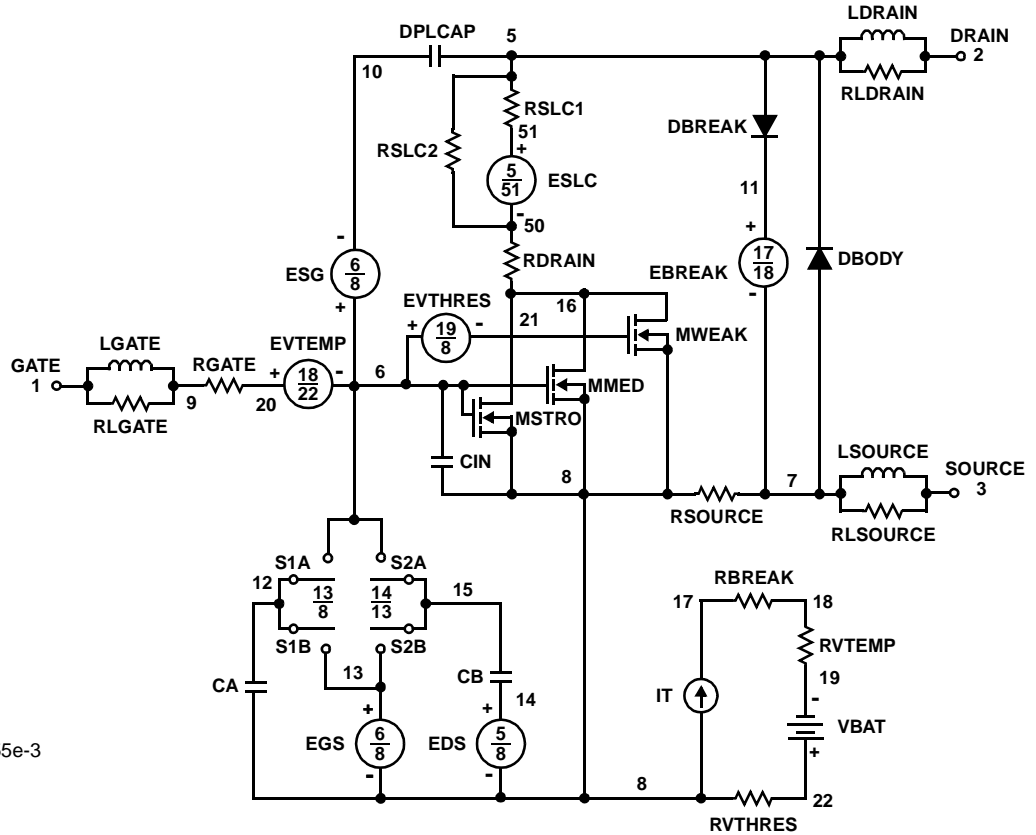 LDRAIN
DPLCAP
5
DRAIN
2
10
RLDRAIN
RSLC1
51
DBREAK
+
RSLC2
5
51
ESLC
11
-
50
-
+
17
18
DBODY
ESG
6
8
RDRAIN
EBREAK
-
+
EVTHRES
16
21
+
19
8
-
MWEAK
LGATE
EVTEMP
GATE
1
RGATE
+
18
22
-
6
MMED
9
20
RLGATE
MSTRO
LSOURCE
CIN
8
7
SOURCE
3
RSOURCE
RLSOURCE
S1A
S2A
12
13
8
14
13
15
RBREAK
17
18
S1B
S2B
RVTEMP
13
CB
19
CA
14
IT
-
+
+
VBAT
EGS
6
8
EDS
5
8
+
-
-
8
22
RVTHRES
5e-3